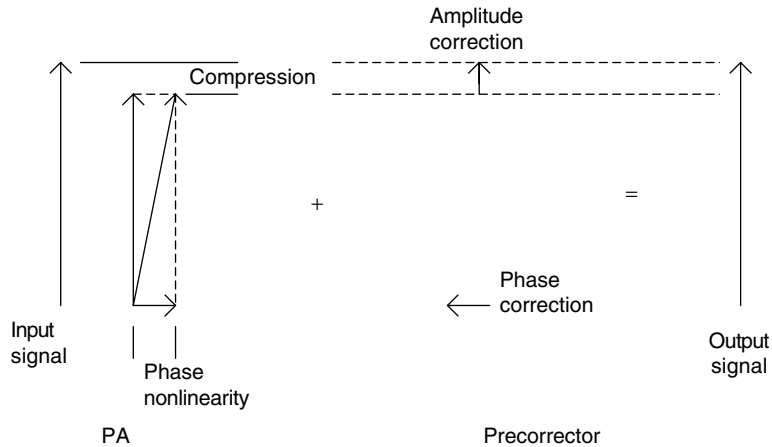 Amplitude
correction
Compression
+
=
Phase
correction
Input
signal
Output
signal
Phase
nonlinearity
PA
Precorrector